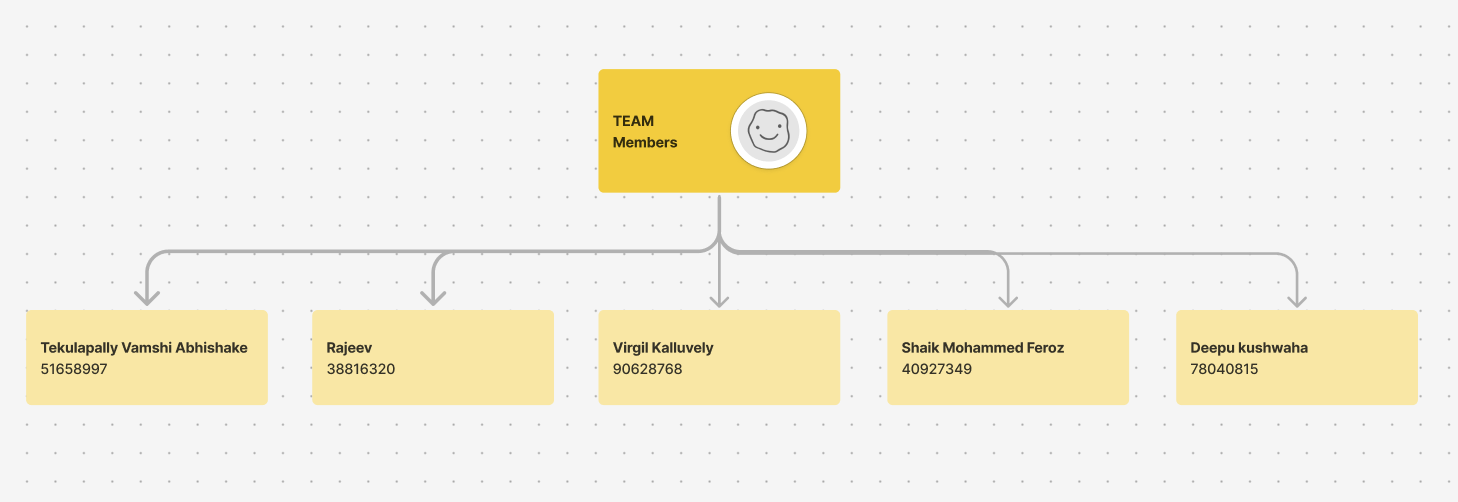 TEAM
Members
Tekulapally Vamshi Abhishake
51658997
Rajeev
38816320
Virgil Kalluvely
90628768
Shaik Mohammed Feroz
40927349
Deepu kushwaha
78040815